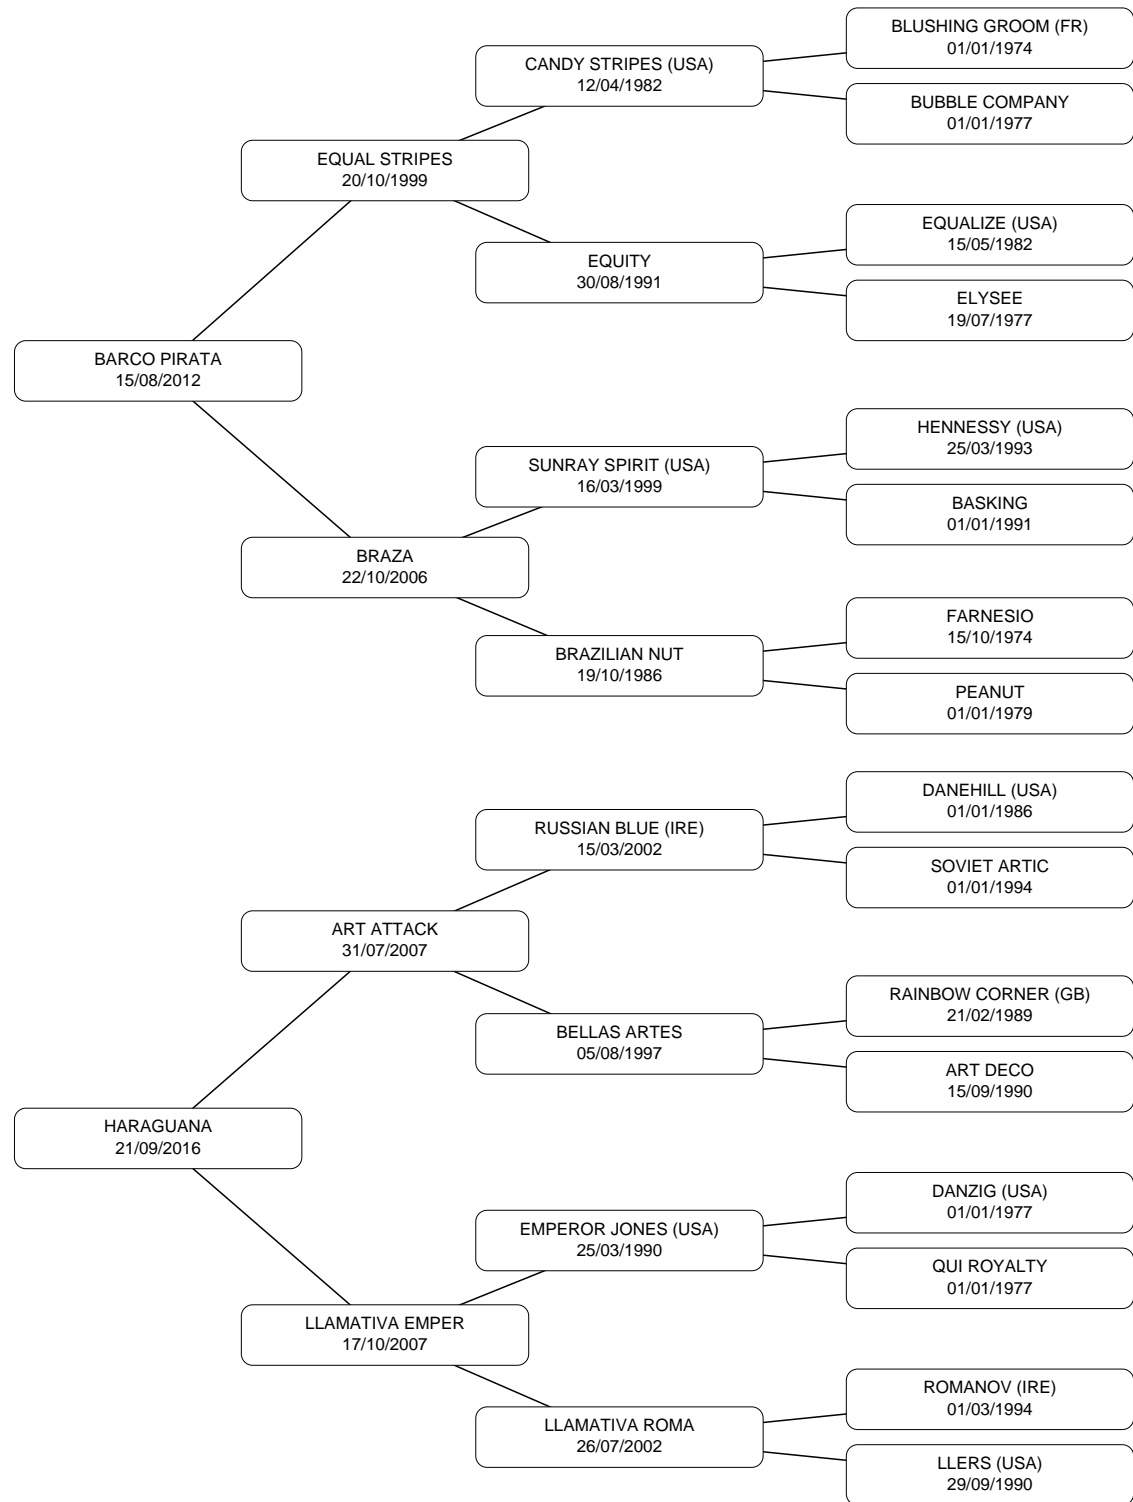 BLUSHING GROOM (FR)
01/01/1974
CANDY STRIPES (USA)
12/04/1982
BUBBLE COMPANY
01/01/1977
EQUAL STRIPES
20/10/1999
EQUALIZE (USA)
15/05/1982
EQUITY
30/08/1991
ELYSEE
19/07/1977
BARCO PIRATA
15/08/2012
HENNESSY (USA)
25/03/1993
SUNRAY SPIRIT (USA)
16/03/1999
BASKING
01/01/1991
BRAZA
22/10/2006
FARNESIO
15/10/1974
BRAZILIAN NUT
19/10/1986
PEANUT
01/01/1979
DANEHILL (USA)
01/01/1986
RUSSIAN BLUE (IRE)
15/03/2002
SOVIET ARTIC
01/01/1994
ART ATTACK
31/07/2007
RAINBOW CORNER (GB)
21/02/1989
BELLAS ARTES
05/08/1997
ART DECO
15/09/1990
HARAGUANA
21/09/2016
DANZIG (USA)
01/01/1977
EMPEROR JONES (USA)
25/03/1990
QUI ROYALTY
01/01/1977
LLAMATIVA EMPER
17/10/2007
ROMANOV (IRE)
01/03/1994
LLAMATIVA ROMA
26/07/2002
LLERS (USA)
29/09/1990